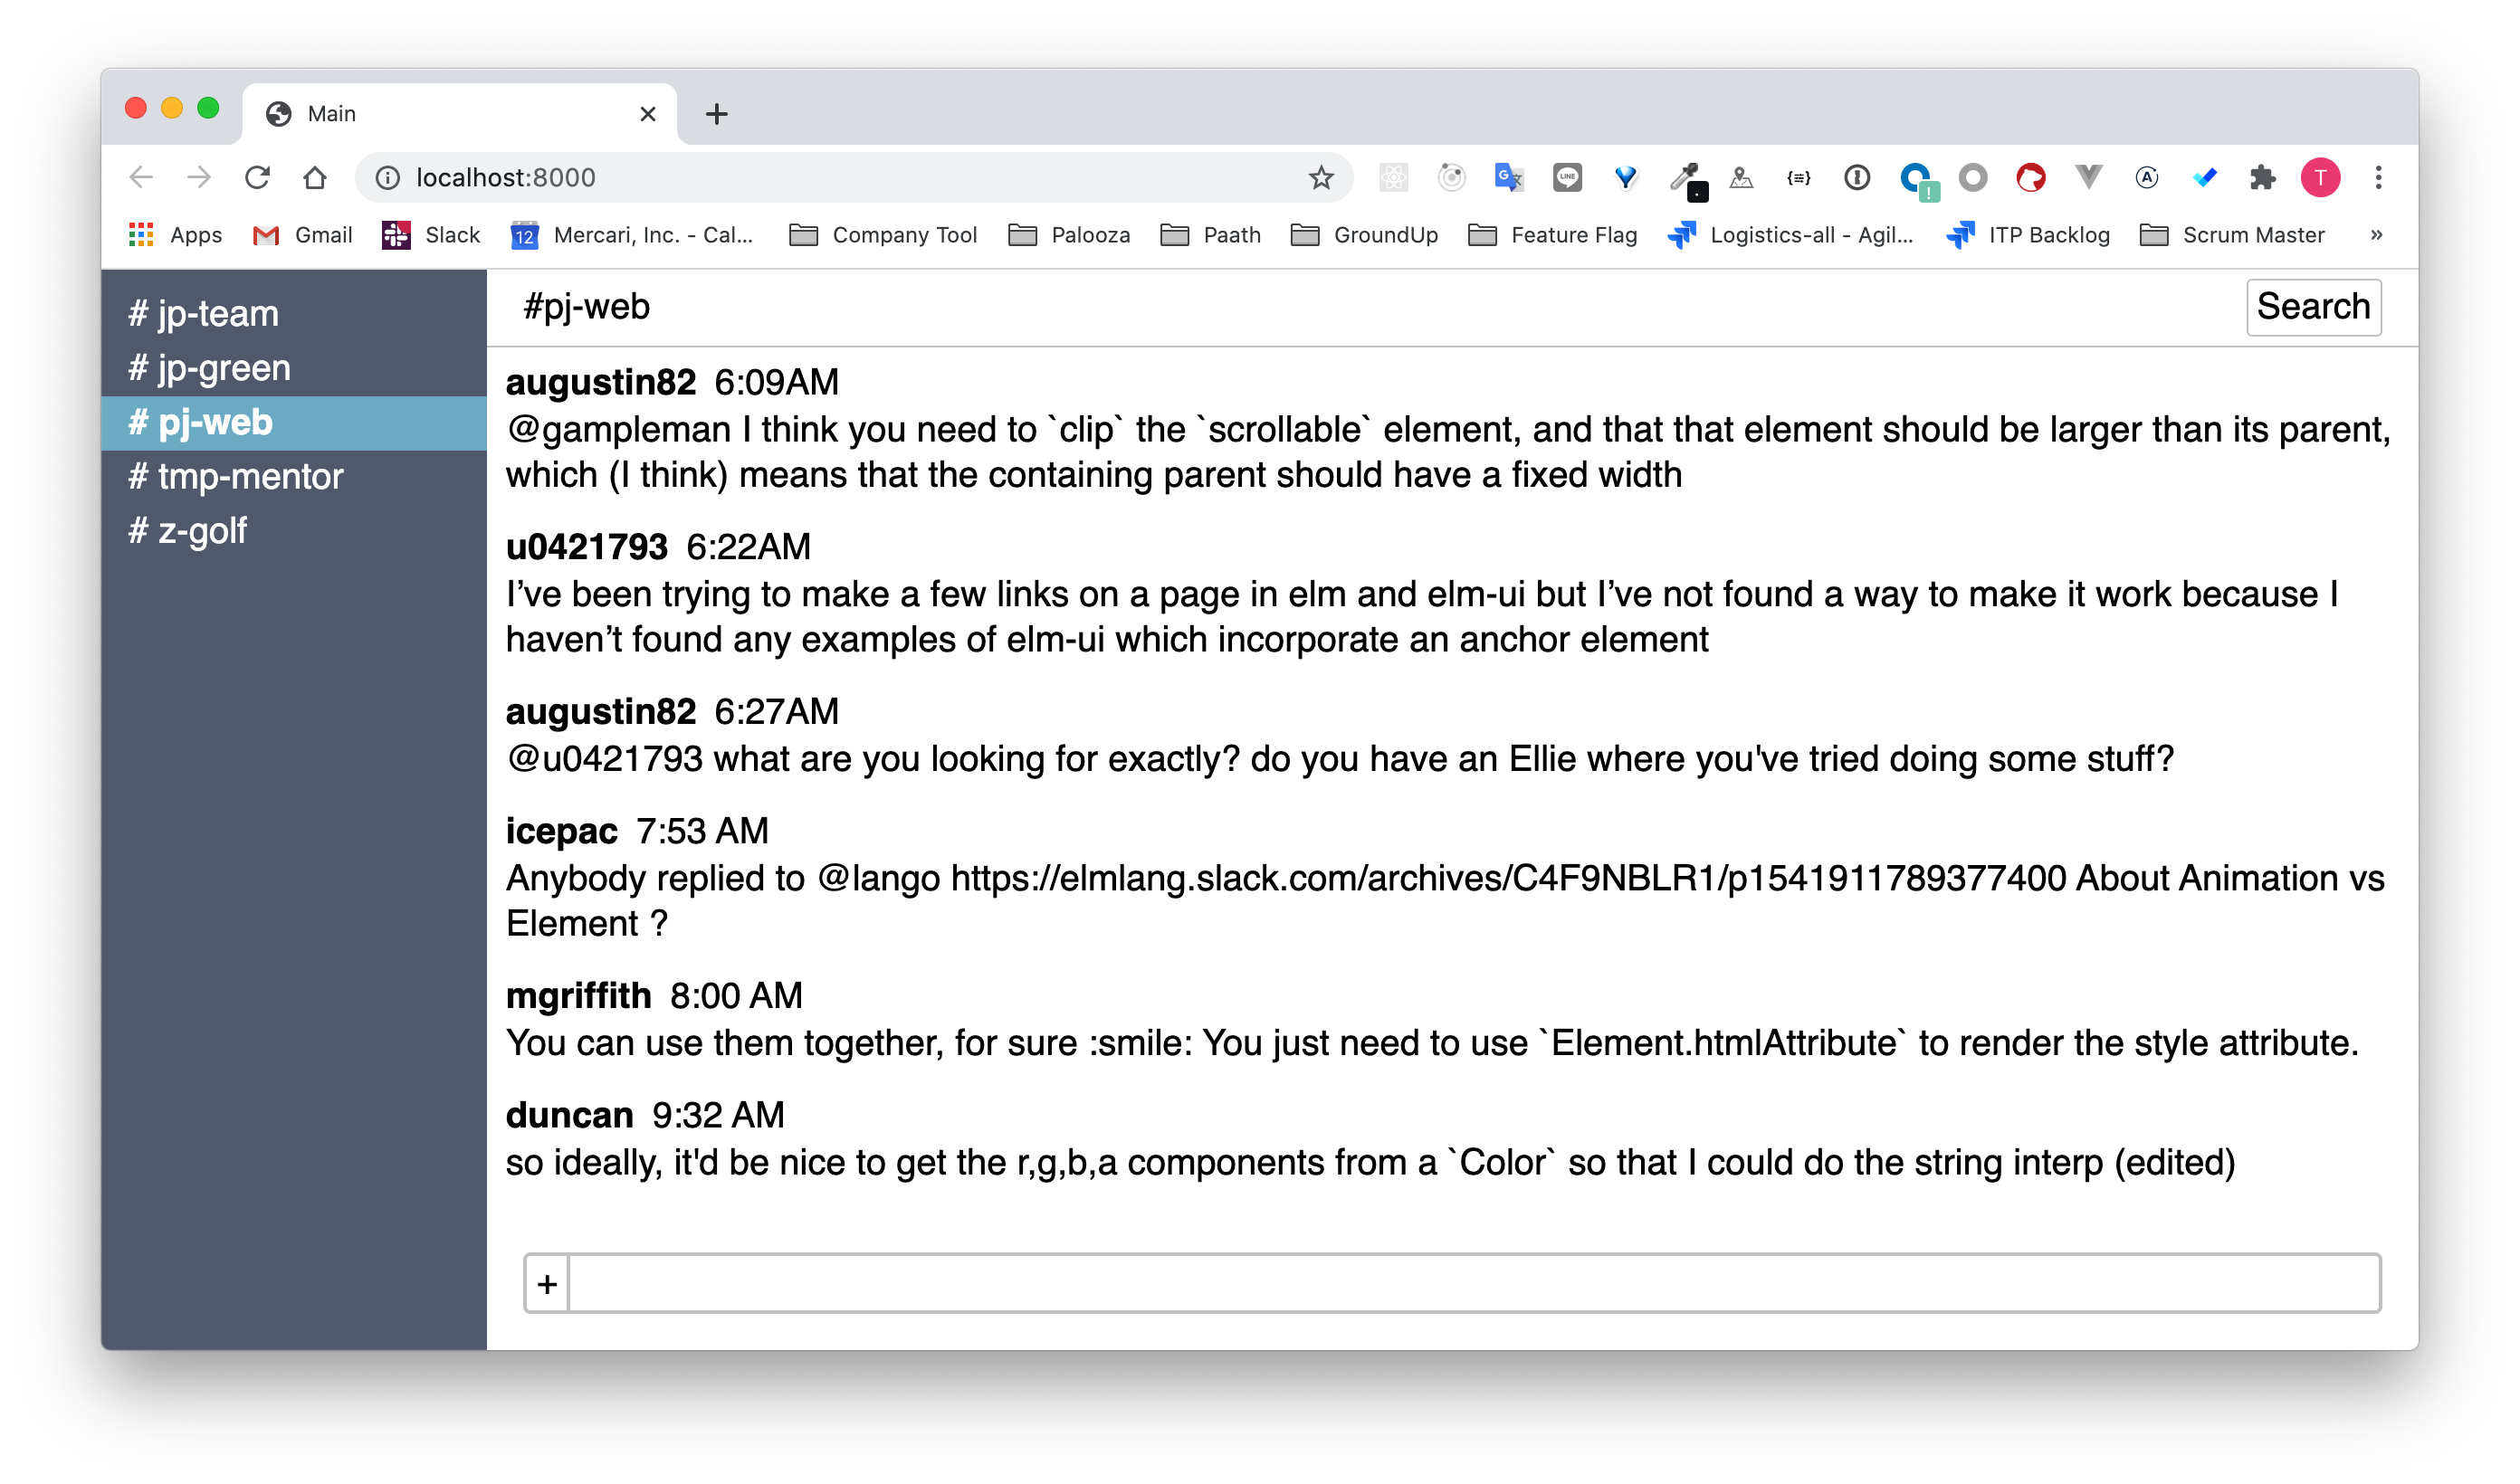 Main
localhost:8000
T
Apps
Gmail
Slack
12
Mercari, Inc. - Cal...
Company Tool
Palooza
Paath
GroundUp
Feature Flag
Logistics-all - Agil...
ITP Backlog
Scrum Master
»
# jp-team
# jp-green
# pj-web
# tmp-mentor
# z-golf
#pj-web
Search
augustin82 6:09AM
@gampleman I think you need to `clip` the `scrollable` element, and that that element should be larger than its parent,
which (I think) means that the containing parent should have a fixed width
u0421793 6:22AM
I’ve been trying to make a few links on a page in elm and elm-ui but I’ve not found a way to make it work because I
haven’t found any examples of elm-ui which incorporate an anchor element
augustin82 6:27AM
@u0421793 what are you looking for exactly? do you have an Ellie where you've tried doing some stuff?
icepac 7:53 AM
Anybody replied to @lango https://elmlang.slack.com/archives/C4F9NBLR1/p1541911789377400 About Animation vs
Element ?
mgriffith 8:00 AM
You can use them together, for sure :smile: You just need to use `Element.htmlAttribute` to render the style attribute.
duncan 9:32 AM
so ideally, it'd be nice to get the r,g,b,a components from a `Color` so that I could do the string interp (edited)
+